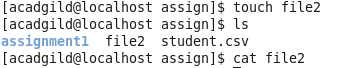 [acadgild@localhost assign]$ touch file2
[acadgild@localhost assign]$ ls
assignment1  file2  student.csv
[acadgild@localhost assign]$ cat file2